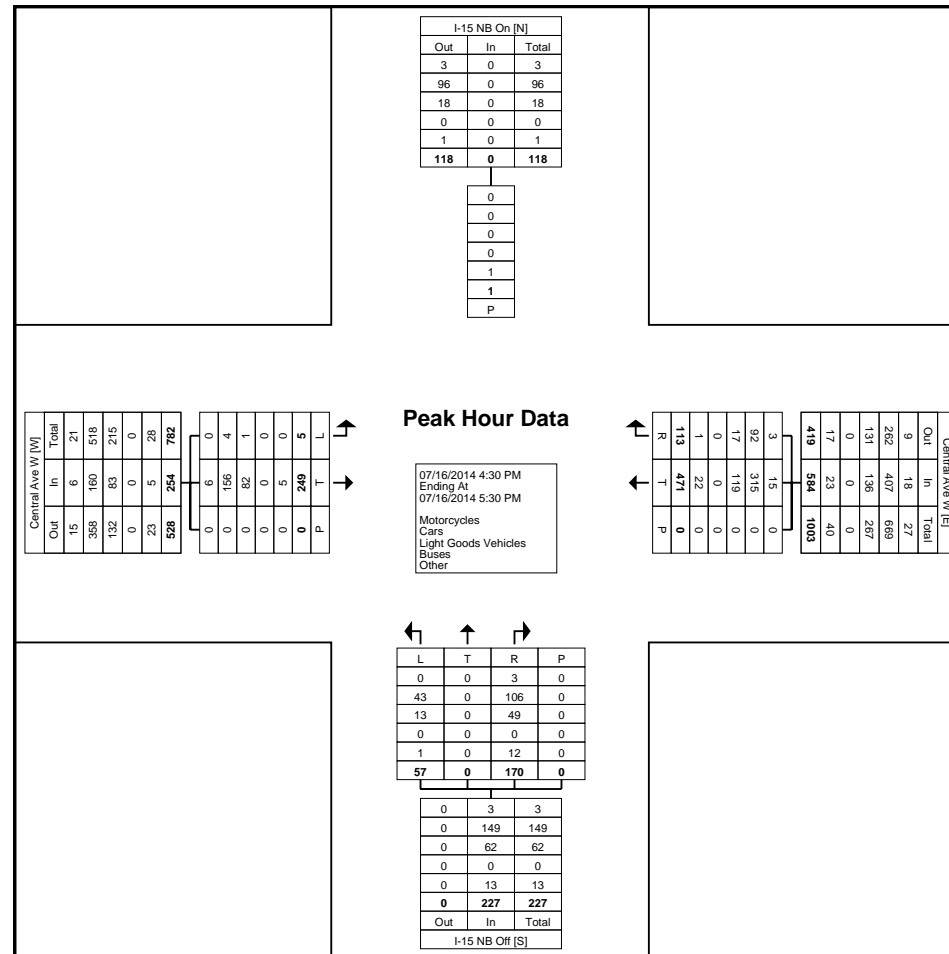 I-15 NB On [N]
Out In Total
3 0 3
96 0 96
18 0 18
0 0 0
1 0 1
118 0 118
0
0
0
0
1
1
P
Central Ave W [W]
Out In Total
15 6 21
358 160 518
132 83 215
0 0 0
23 5 28
528 254 782
0 6 0
0 156 4
0 82 1
0 0 0
0 5 0
0 249 5
P T L
Peak Hour Data
07/16/2014 4:30 PM
Ending At
07/16/2014 5:30 PM
Motorcycles
Cars
Light Goods Vehicles
Buses
Other
Central Ave W [E]
Out In Total
9 18 27
262 407 669
131 136 267
0 0 0
17 23 40
419 584 1003
3 15 0
92 315 0
17 119 0
0 0 0
1 22 0
113 471 0
R T P
L T R P
0 0 3 0
43 0 106 0
13 0 49 0
0 0 0 0
1 0 12 0
57 0 170 0
0 3 3
0 149 149
0 62 62
0 0 0
0 13 13
0 227 227
Out In Total
I-15 NB Off [S]